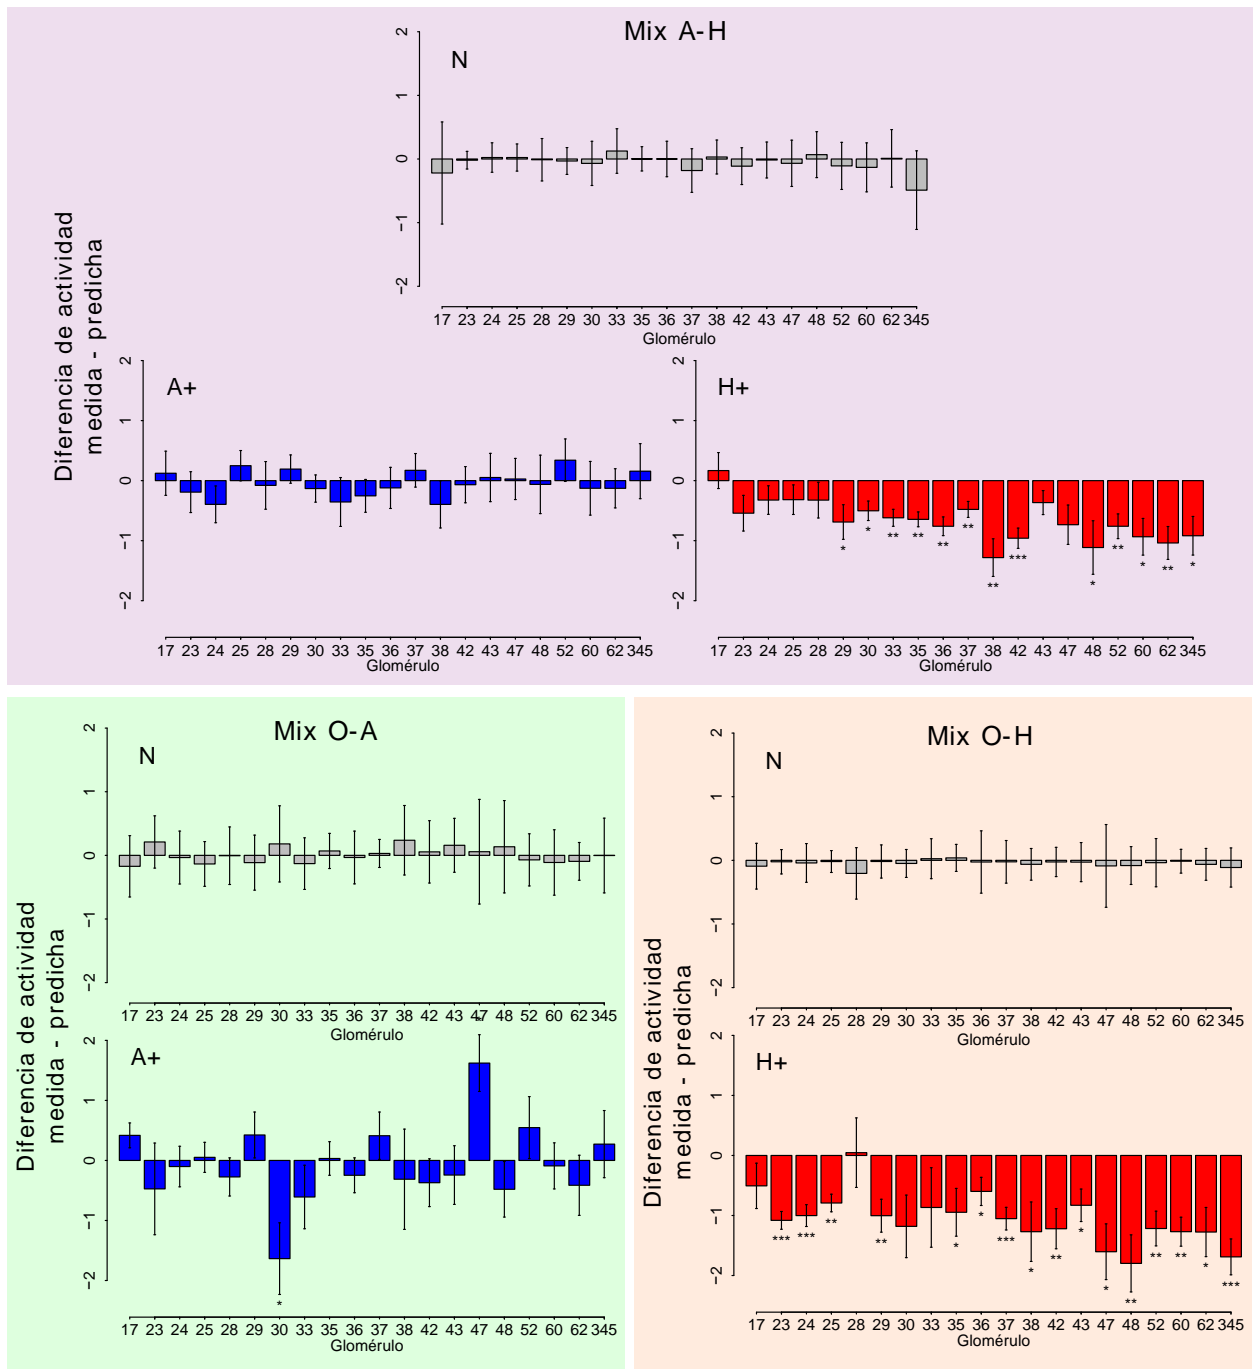 Mix A-H
N
2
1
0
−1
−2
17 23 24 25 28 29 30 33 35 36 37 38 42 43 47 48 52 60 62 345
Glomérulo
Diferencia de actividad
medida - predicha
A+
2
1
0
−1
−2
17 23 24 25 28 29 30 33 35 36 37 38 42 43 47 48 52 60 62 345
Glomérulo
H+
2
1
0
−1
−2
* * ** ** ** ** ** *** * ** * ** *
17 23 24 25 28 29 30 33 35 36 37 38 42 43 47 48 52 60 62 345
Glomérulo
Mix O-A
N
2
1
0
−1
−2
17 23 24 25 28 29 30 33 35 36 37 38 42 43 47 48 52 60 62 345
Glomérulo
Diferencia de actividad
medida - predicha
A+
2
1
0
−1
−2
*
17 23 24 25 28 29 30 33 35 36 37 38 42 43 47 48 52 60 62 345
Glomérulo
Mix O-H
N
2
1
0
−1
−2
17 23 24 25 28 29 30 33 35 36 37 38 42 43 47 48 52 60 62 345
Glomérulo
Diferencia de actividad
medida - predicha
H+
2
1
0
−1
−2
*** *** ** ** * * *** * ** * * ** ** ** * ***
17 23 24 25 28 29 30 33 35 36 37 38 42 43 47 48 52 60 62 345
Glomérulo